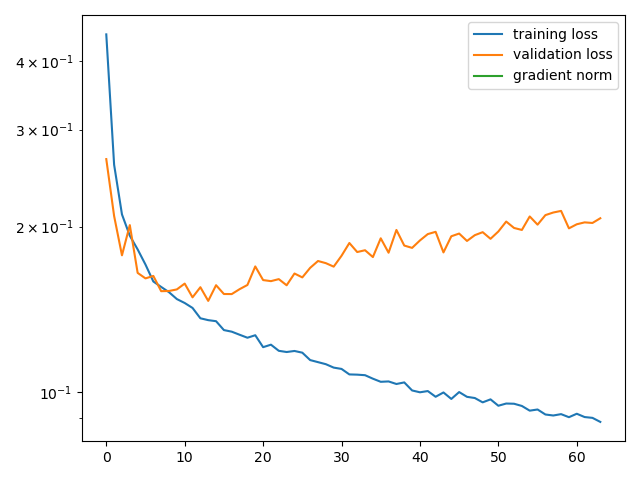 training loss
validation loss
gradient norm
4 × 10⁻¹
3 × 10⁻¹
2 × 10⁻¹
10⁻¹
0 10 20 30 40 50 60